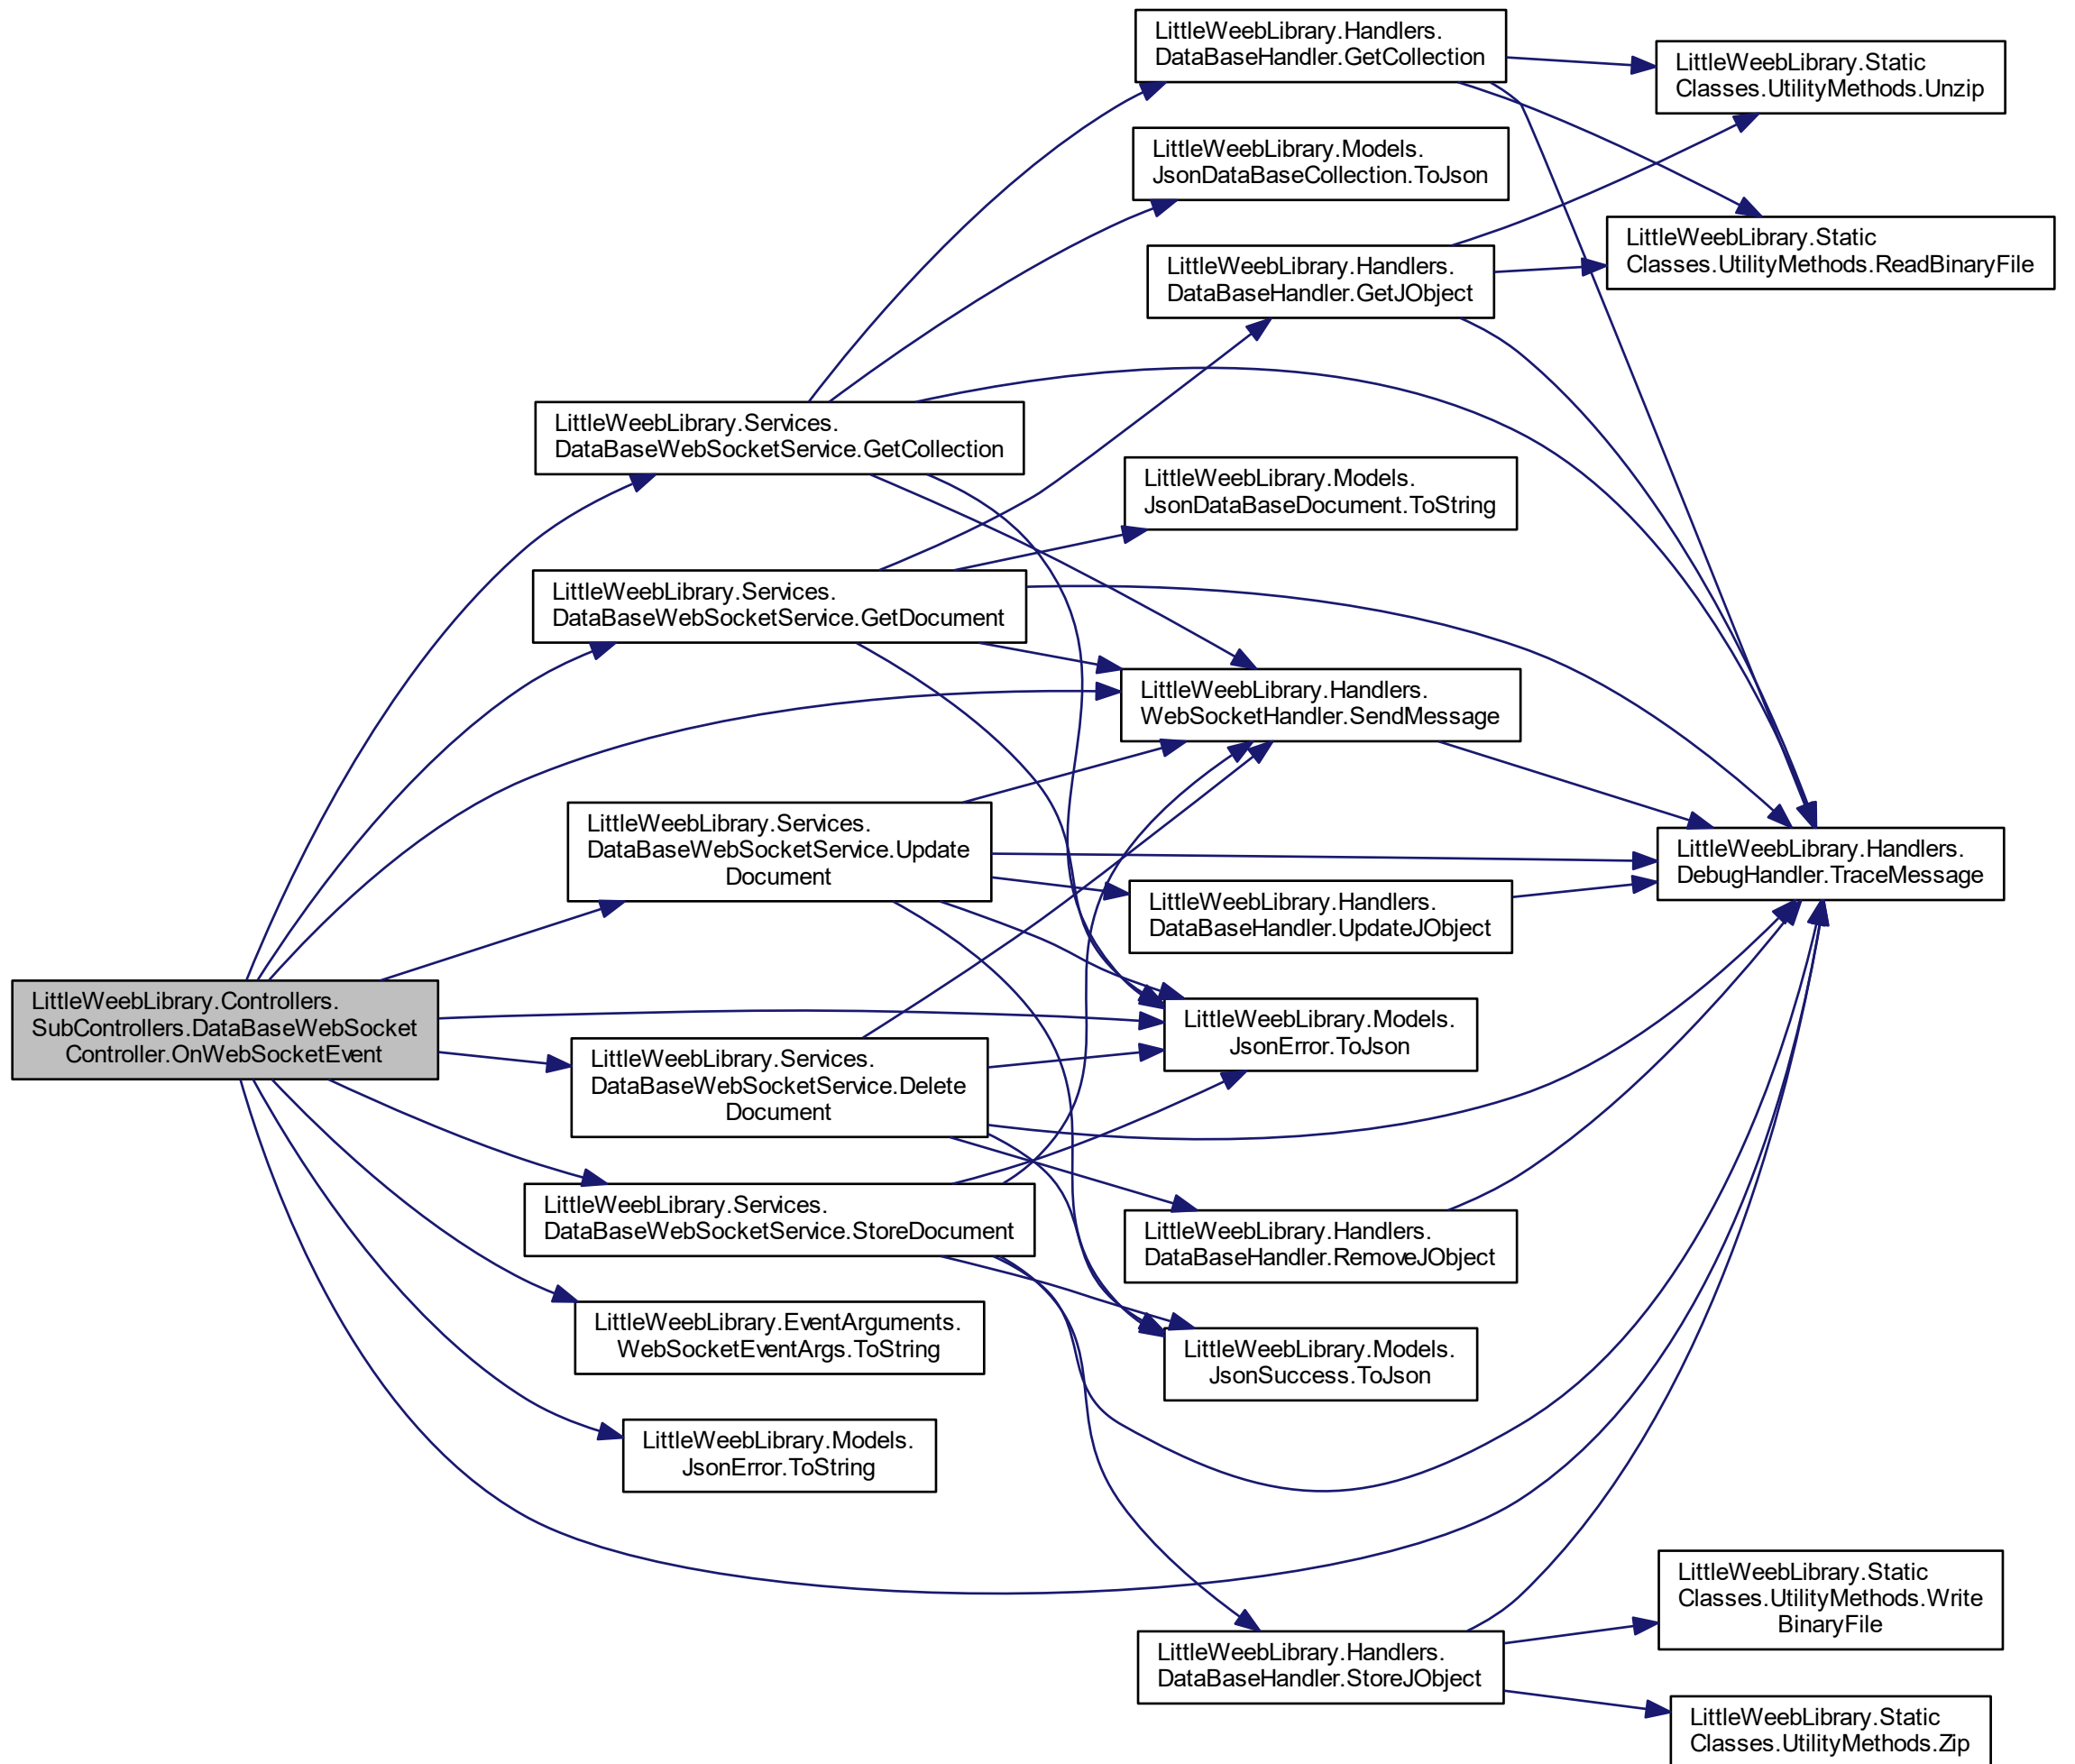 LittleWeebLibrary.Handlers.
DataBaseHandler.GetCollection
LittleWeebLibrary.Static
Classes.UtilityMethods.Unzip
LittleWeebLibrary.Models.
JsonDataBaseCollection.ToJson
LittleWeebLibrary.Static
Classes.UtilityMethods.ReadBinaryFile
LittleWeebLibrary.Handlers.
DataBaseHandler.GetJObject
LittleWeebLibrary.Services.
DataBaseWebSocketService.GetCollection
LittleWeebLibrary.Models.
JsonDataBaseDocument.ToString
LittleWeebLibrary.Services.
DataBaseWebSocketService.GetDocument
LittleWeebLibrary.Handlers.
WebSocketHandler.SendMessage
LittleWeebLibrary.Services.
DataBaseWebSocketService.Update
Document
LittleWeebLibrary.Handlers.
DebugHandler.TraceMessage
LittleWeebLibrary.Handlers.
DataBaseHandler.UpdateJObject
LittleWeebLibrary.Controllers.
SubControllers.DataBaseWebSocket
Controller.OnWebSocketEvent
LittleWeebLibrary.Models.
JsonError.ToJson
LittleWeebLibrary.Services.
DataBaseWebSocketService.Delete
Document
LittleWeebLibrary.Services.
DataBaseWebSocketService.StoreDocument
LittleWeebLibrary.Handlers.
DataBaseHandler.RemoveJObject
LittleWeebLibrary.EventArguments.
WebSocketEventArgs.ToString
LittleWeebLibrary.Models.
JsonSuccess.ToJson
LittleWeebLibrary.Models.
JsonError.ToString
LittleWeebLibrary.Static
Classes.UtilityMethods.Write
BinaryFile
LittleWeebLibrary.Handlers.
DataBaseHandler.StoreJObject
LittleWeebLibrary.Static
Classes.UtilityMethods.Zip